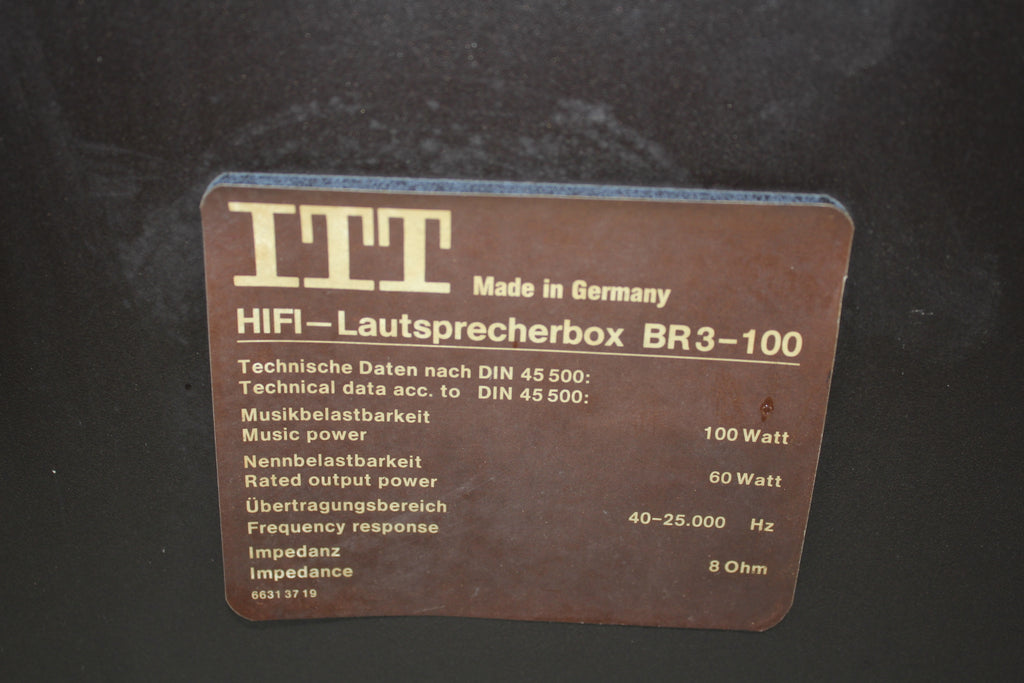 ITT Made in Germany
HIFI-Lautsprecherbox BR3-100
Technische Daten nach DIN 45 500:
Technical data acc. to DIN 45 500:
Musikbelastbarkeit
Music power 100 Watt
Nennbelastbarkeit
Rated output power 60 Watt
Übertragungsbereich
Frequency response 40-25.000 Hz
Impedanz
Impedance 8 Ohm
6631 37 19